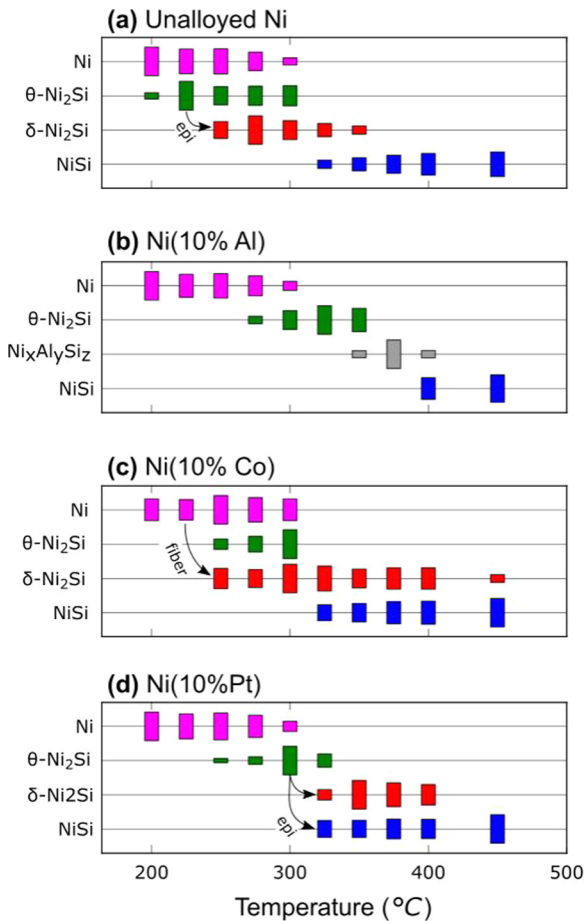 (a) Unalloyed Ni
Ni
θ-Ni₂Si
epi
δ-Ni₂Si
NiSi
(b) Ni(10% Al)
Ni
θ-Ni₂Si
NiₓAlᵧSi_z
NiSi
(c) Ni(10% Co)
Ni
θ-Ni₂Si
fiber
δ-Ni₂Si
NiSi
(d) Ni(10%Pt)
Ni
θ-Ni₂Si
δ-Ni2Si
epi
NiSi
200 300 400 500
Temperature (°C)